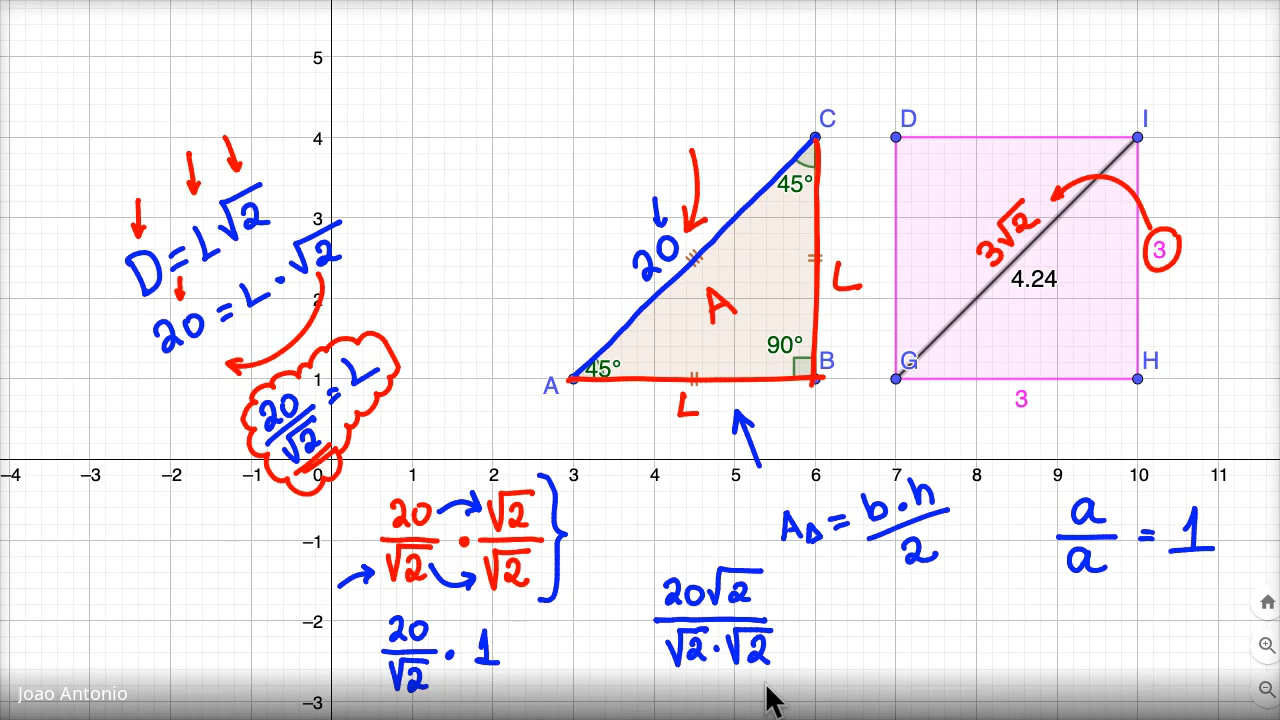 5
4
3
2
1
0
−1
−2
−3
−4 −3 −2 −1 1 2 3 4 5 6 7 8 9 10 11
D = L√2
20 = L · √2
20/√2 = L
C
45°
20
A
L
90°
B
45°
A
L
D
I
3√2
4.24
3
G
H
3
20/√2 · √2/√2 }
20/√2 · 1
20√2/√2 · √2
A△ = b·h/2
a/a = 1
Joao Antonio